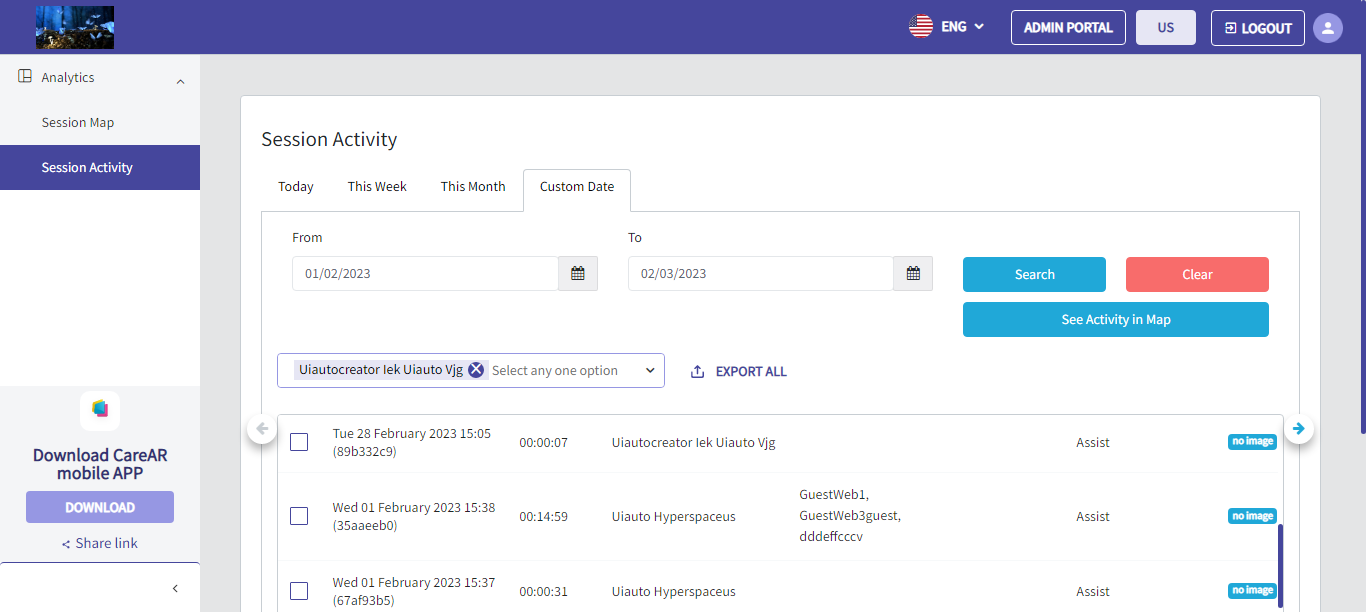 ENG
ADMIN PORTAL
US
LOGOUT
Analytics
Session Map
Session Activity
Download CareAR
mobile APP
DOWNLOAD
Share link
Session Activity
Today
This Week
This Month
Custom Date
From
To
01/02/2023
02/03/2023
Search
Clear
See Activity in Map
Uiautocreator Iek Uiauto Vjg
Select any one option
EXPORT ALL
Tue 28 February 2023 15:05
(89b332c9)
00:00:07
Uiautocreator Iek Uiauto Vjg
Assist
no image
Wed 01 February 2023 15:38
(35aaeeb0)
00:14:59
Uiauto Hyperspaceus
GuestWeb1,
GuestWeb3guest,
dddeffcccv
Assist
no image
Wed 01 February 2023 15:37
(67af93b5)
00:00:31
Uiauto Hyperspaceus
Assist
no image